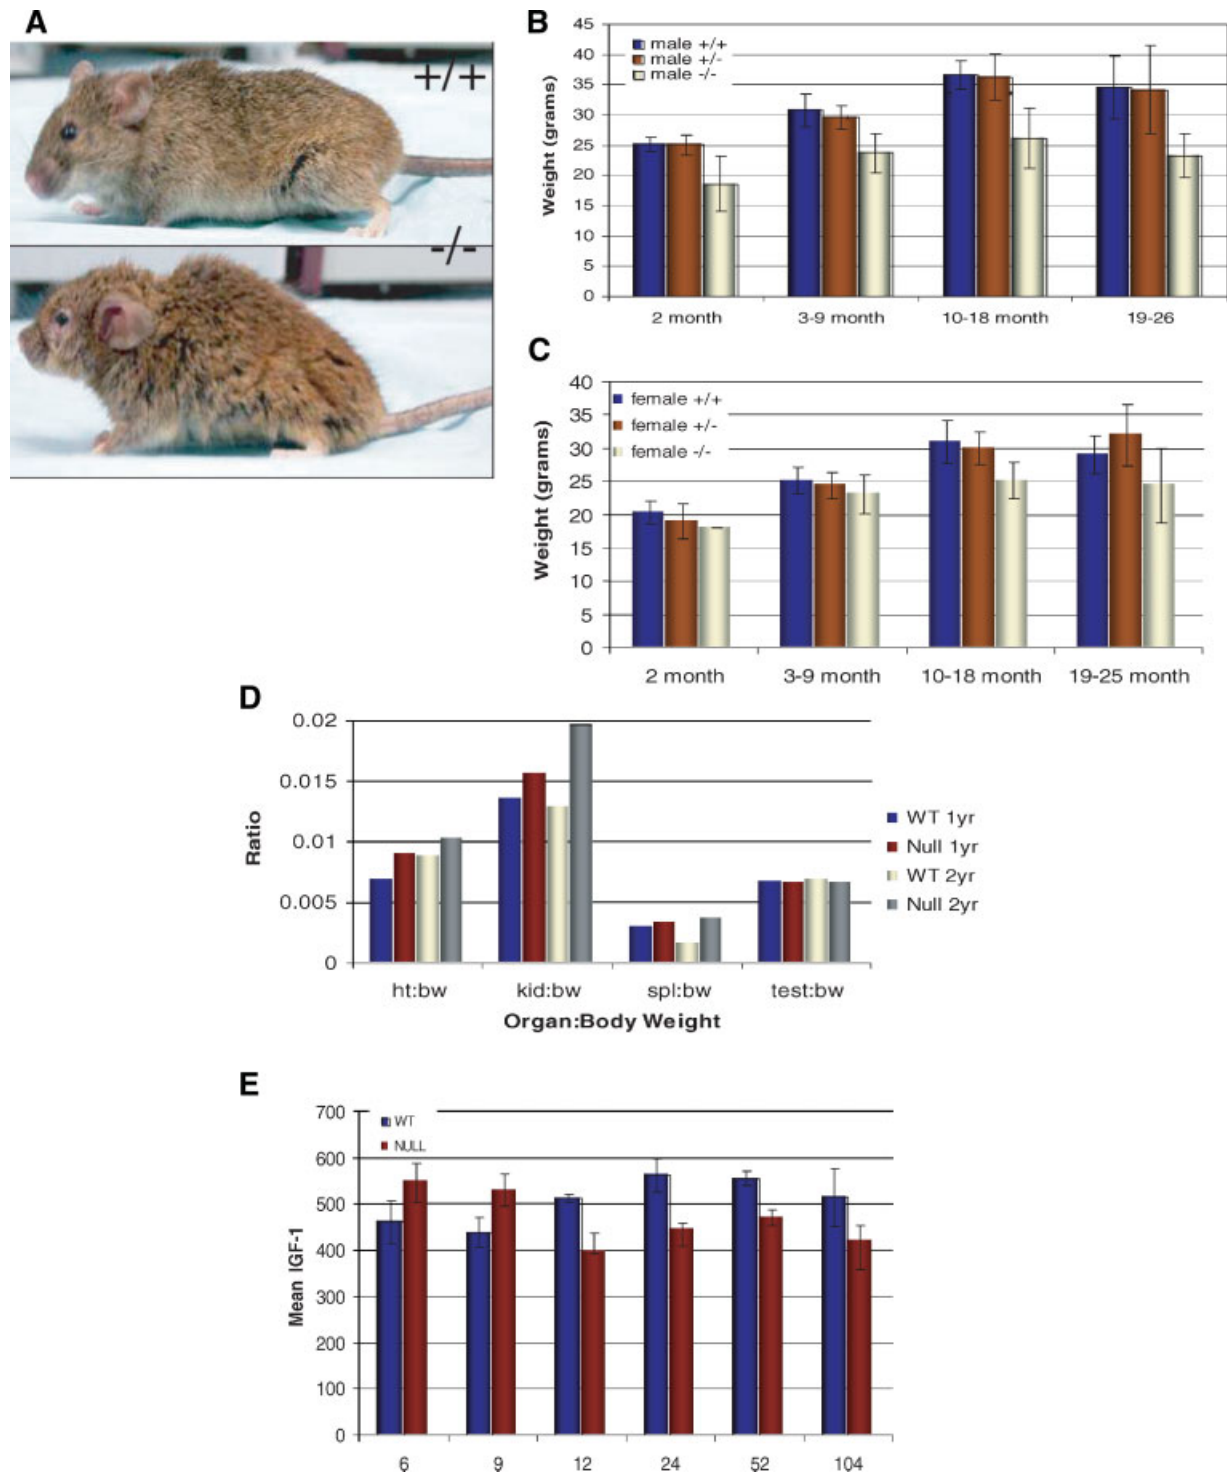 A
+/+
-/-
B
45
40
35
30
25
20
15
10
5
0
Weight (grams)
male +/+
male +/-
male -/-
2 month
3-9 month
10-18 month
19-26
C
40
35
30
25
20
15
10
5
0
Weight (grams)
female +/+
female +/-
female -/-
2 month
3-9 month
10-18 month
19-25 month
D
0.02
0.015
0.01
0.005
0
Ratio
WT 1yr
Null 1yr
WT 2yr
Null 2yr
ht:bw
kid:bw
spl:bw
test:bw
Organ:Body Weight
E
700
600
500
400
300
200
100
0
Mean IGF-1
WT
NULL
6
9
12
24
52
104